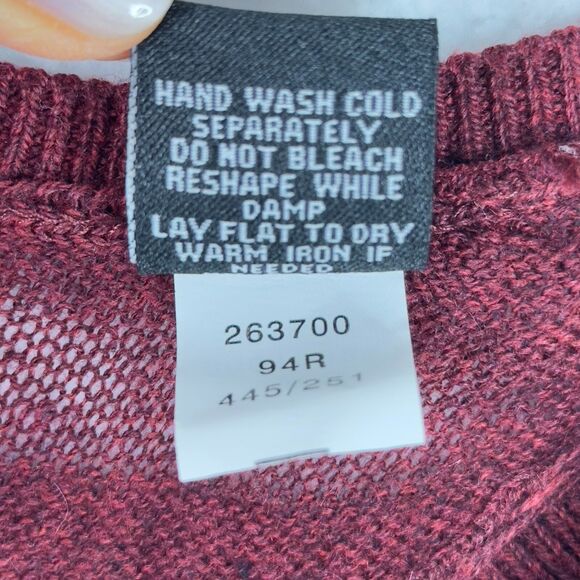 HAND WASH COLD
SEPARATELY
DO NOT BLEACH
RESHAPE WHILE
DAMP
LAY FLAT TO DRY
WARM IRON IF
NEEDED
263700
94R
445/251